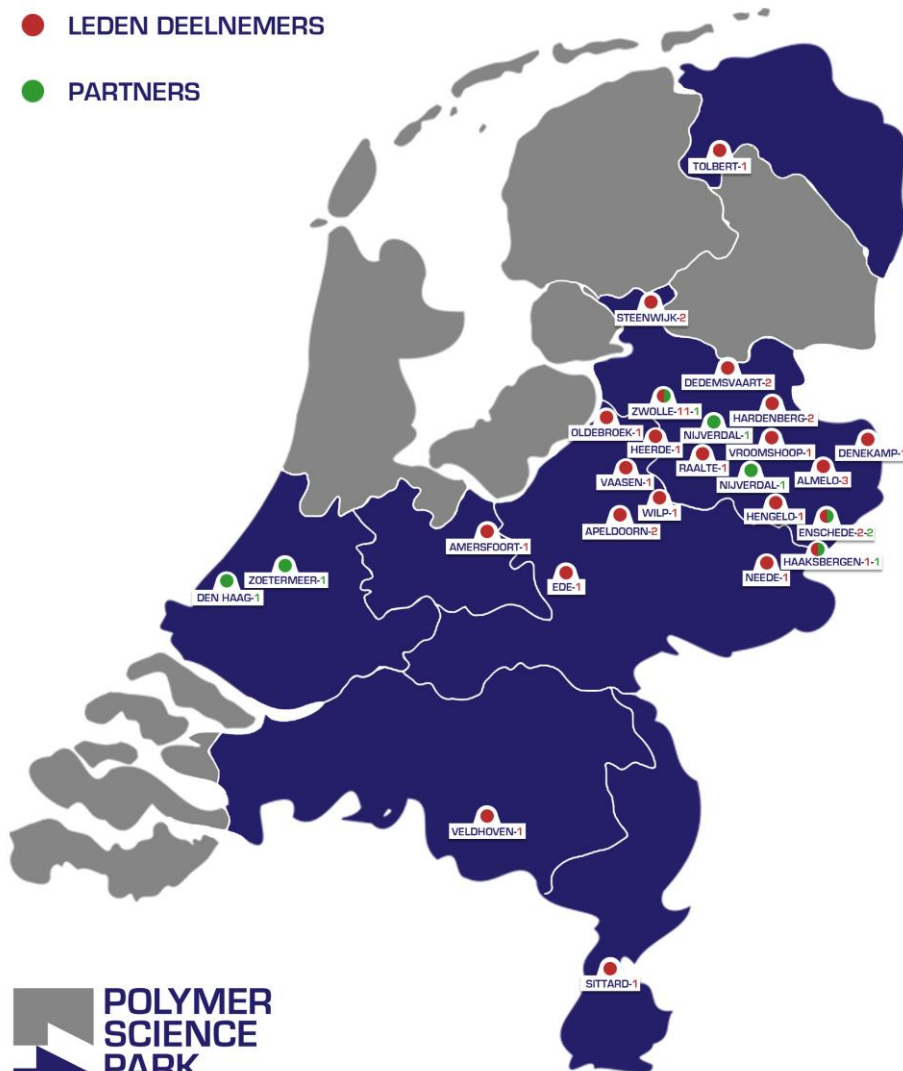 LEDEN DEELNEMERS
PARTNERS
TOLBERT-1
STEENWIJK-2
DEDEMSVAART-2
ZWOLLE-11-1
HARDENBERG-2
OLDEBROEK-1
NIJVERDAL-1
HEERDE-1
VROOMSHOOP-1
DENEKAMP-1
RAALTE-1
VAASEN-1
NIJVERDAL-1
ALMELO-3
WILP-1
HENGELO-1
APELDOORN-2
ENSCHEDE-2-2
AMERSFOORT-1
HAAKSBERGEN-1-1
NEEDE-1
ZOETERMEER-1
EDE-1
DEN HAAG-1
VELDHOVEN-1
SITTARD-1
POLYMER
SCIENCE
PARK